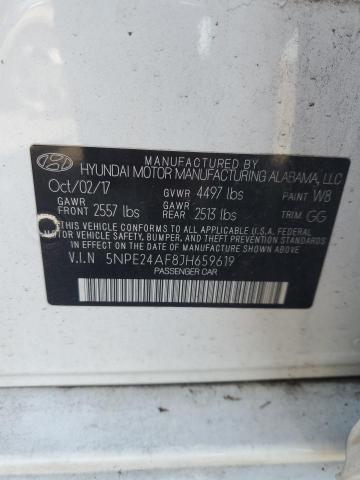 MANUFACTURED BY
HYUNDAI MOTOR MANUFACTURING ALABAMA, LLC
Oct/02/17 GVWR 4497 lbs PAINT W8
GAWR FRONT 2557 lbs GAWR REAR 2513 lbs TRIM GG
THIS VEHICLE CONFORMS TO ALL APPLICABLE U.S.A. FEDERAL
MOTOR VEHICLE SAFETY, BUMPER, AND THEFT PREVENTION
STANDARDS IN EFFECT ON THE DATE OF MANUFACTURE SHOWN ABOVE.
V.I.N 5NPE24AF8JH659619
PASSENGER CAR